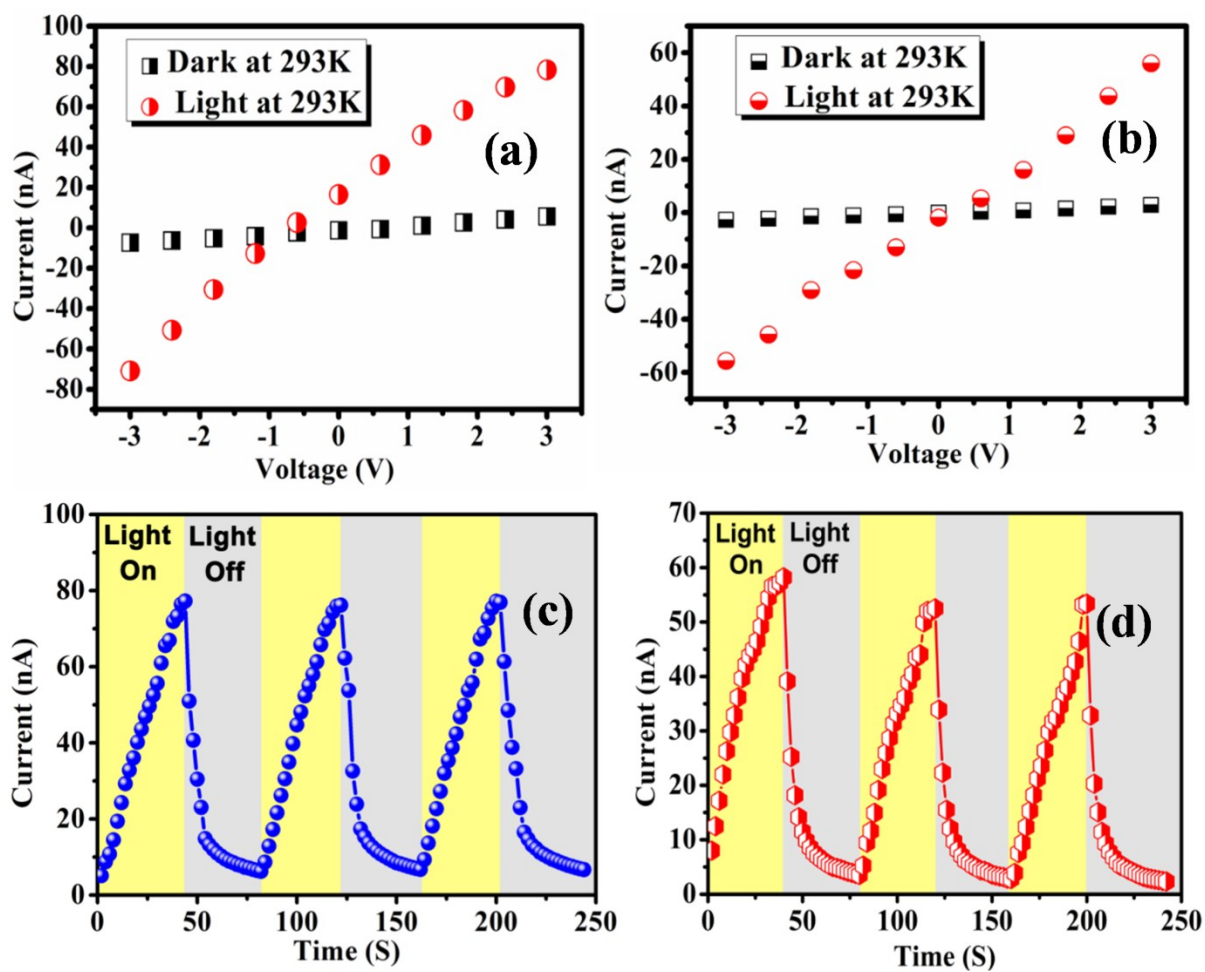 100
80
60
40
20
0
-20
-40
-60
-80
Current (nA)
Dark at 293K
Light at 293K
(a)
-3 -2 -1 0 1 2 3
Voltage (V)
60
40
20
0
-20
-40
-60
Current (nA)
Dark at 293K
Light at 293K
(b)
-3 -2 -1 0 1 2 3
Voltage (V)
100
80
60
40
20
0
Current (nA)
Light
On
Light
Off
(c)
0 50 100 150 200 250
Time (S)
70
60
50
40
30
20
10
0
Current (nA)
Light
On
Light
Off
(d)
0 50 100 150 200 250
Time (S)